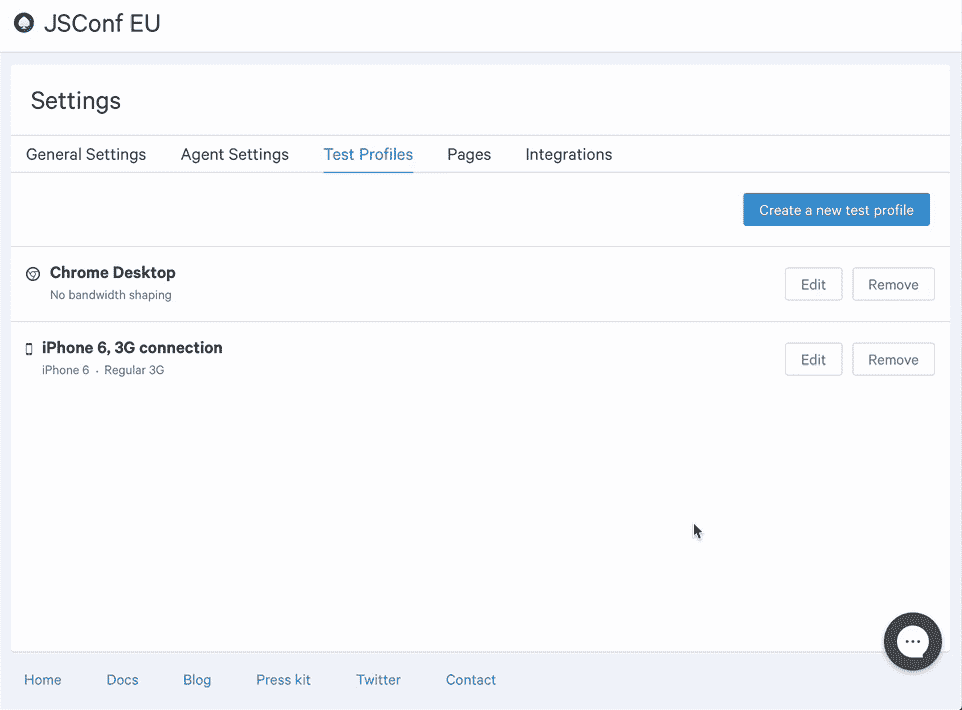 JSConf EU
Settings
General Settings Agent Settings Test Profiles Pages Integrations
Create a new test profile
Chrome Desktop
No bandwidth shaping
Edit Remove
iPhone 6, 3G connection
iPhone 6 · Regular 3G
Edit Remove
Home Docs Blog Press kit Twitter Contact